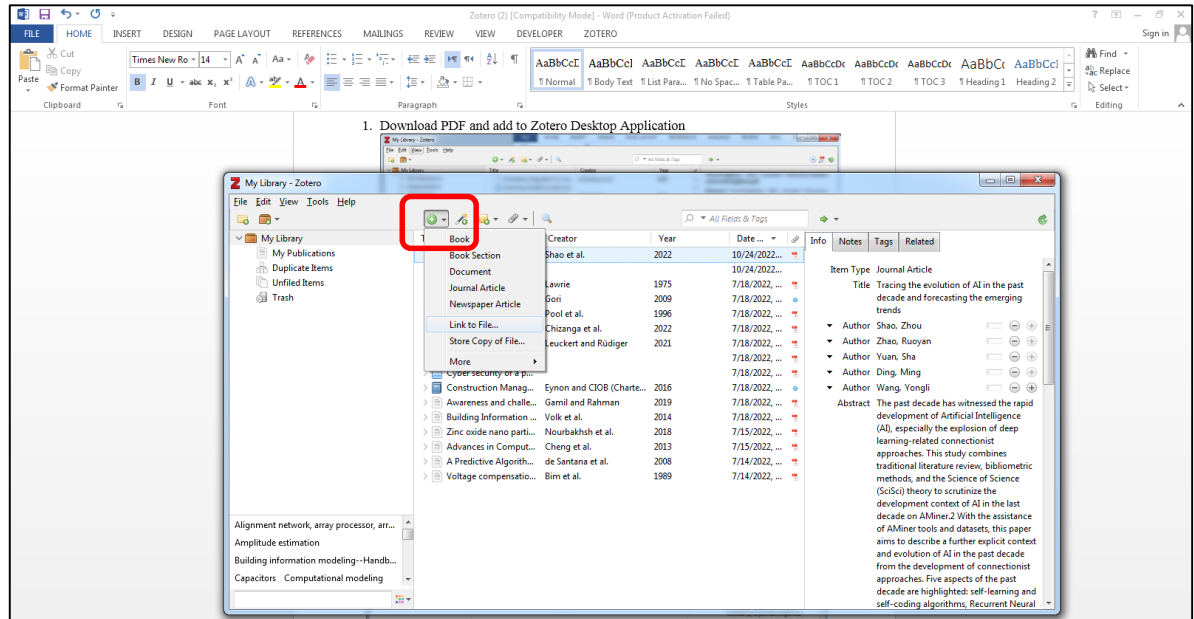 Zotero (2) [Compatibility Mode] - Word (Product Activation Failed)
FILE HOME INSERT DESIGN PAGE LAYOUT REFERENCES MAILINGS REVIEW VIEW DEVELOPER ZOTERO Sign in
Cut
Copy
Format Painter
Paste
Times New Ro 14
AaBbCcD AaBbCcI AaBbCcD AaBbCcD AaBbCcD AaBbCcDc AaBbCcDc AaBbCcDc AaBbCc AaBbCcI
¶ Normal ¶ Body Text ¶ List Para... ¶ No Spac... ¶ Table Pa... ¶ TOC 1 ¶ TOC 2 ¶ TOC 3 ¶ Heading 1 Heading 2
Find
Replace
Select
Clipboard Font Paragraph Styles Editing
1. Download PDF and add to Zotero Desktop Application
My Library - Zotero
File Edit View Tools Help
All Fields & Tags
My Library
My Publications
Duplicate Items
Unfiled Items
Trash
Book
Book Section
Document
Journal Article
Newspaper Article
Link to File...
Store Copy of File...
More
Creator Year Date ...
Shao et al. 2022 10/24/2022...
10/24/2022...
Lawrie 1975 7/18/2022, ...
Gori 2009 7/18/2022, ...
Pool et al. 1996 7/18/2022, ...
Chizanga et al. 2022 7/18/2022, ...
Leuckert and Rüdiger 2021 7/18/2022, ...
7/18/2022, ...
Cyber security of a p... 7/18/2022, ...
Construction Manag... Eynon and CIOB (Charte... 2016 7/18/2022, ...
Awareness and challe... Gamil and Rahman 2019 7/18/2022, ...
Building Information ... Volk et al. 2014 7/18/2022, ...
Zinc oxide nano parti... Nourbakhsh et al. 2018 7/15/2022, ...
Advances in Comput... Cheng et al. 2013 7/15/2022, ...
A Predictive Algorith... de Santana et al. 2008 7/14/2022, ...
Voltage compensatio... Bim et al. 1989 7/14/2022, ...
Alignment network, array processor, arr...
Amplitude estimation
Building information modeling--Handb...
Capacitors Computational modeling
Info Notes Tags Related
Item Type Journal Article
Title Tracing the evolution of AI in the past
decade and forecasting the emerging
trends
Author Shao, Zhou
Author Zhao, Ruoyan
Author Yuan, Sha
Author Ding, Ming
Author Wang, Yongli
Abstract The past decade has witnessed the rapid
development of Artificial Intelligence
(AI), especially the explosion of deep
learning-related connectionist
approaches. This study combines
traditional literature review, bibliometric
methods, and the Science of Science
(SciSci) theory to scrutinize the
development context of AI in the last
decade on AMiner.2 With the assistance
of AMiner tools and datasets, this paper
aims to describe a further explicit context
and evolution of AI in the past decade
from the development of connectionist
approaches. Five aspects of the past
decade are highlighted: self-learning and
self-coding algorithms, Recurrent Neural